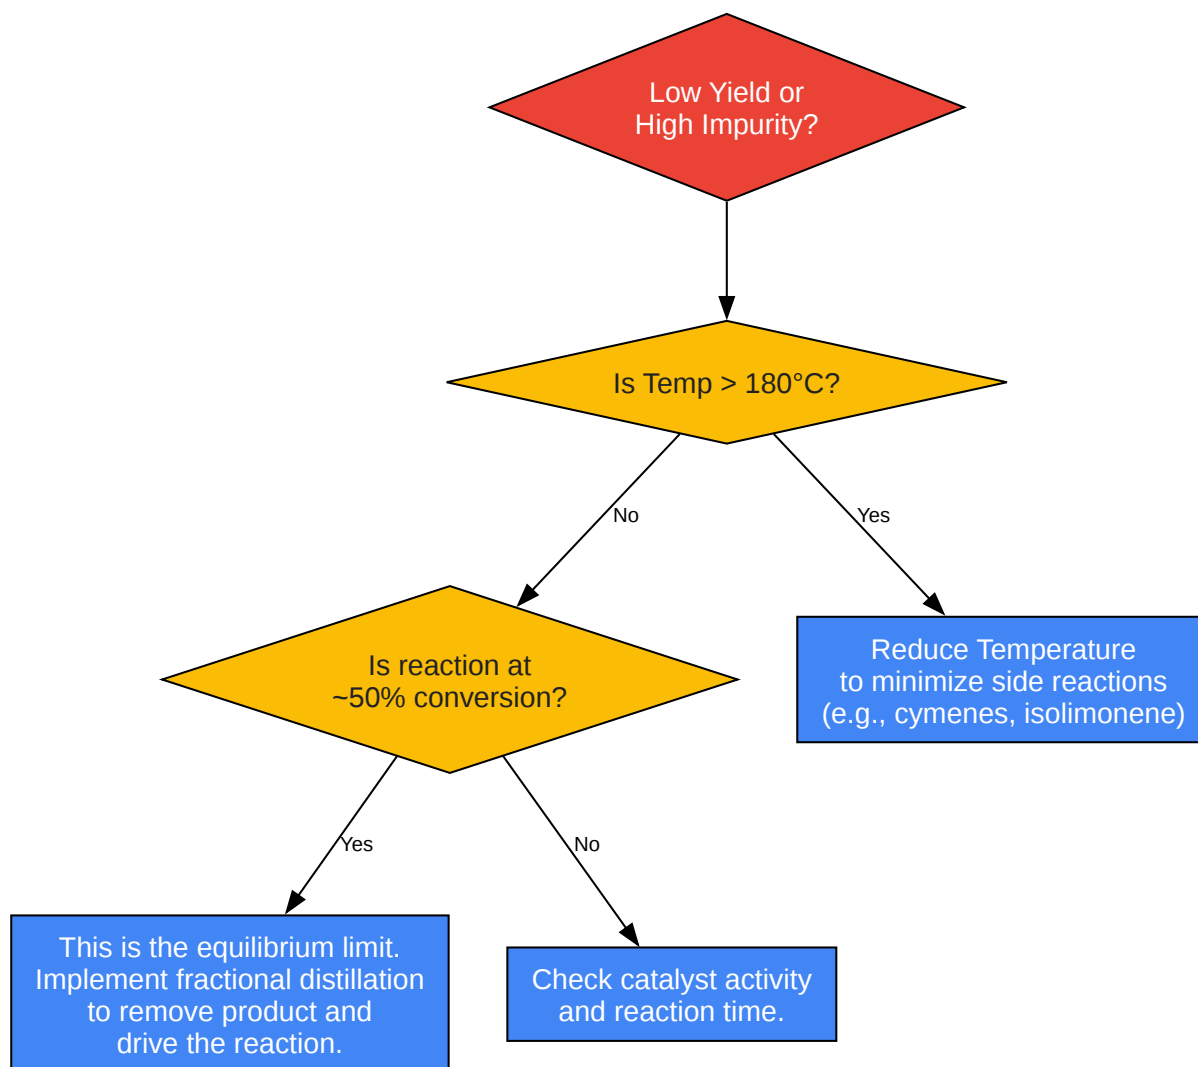 Low Yield or
High Impurity?
Is Temp > 180°C?
No
Yes
Is reaction at
~50% conversion?
Reduce Temperature
to minimize side reactions
(e.g., cymenes, isolimonene)
Yes
No
This is the equilibrium limit.
Implement fractional distillation
to remove product and
drive the reaction.
Check catalyst activity
and reaction time.